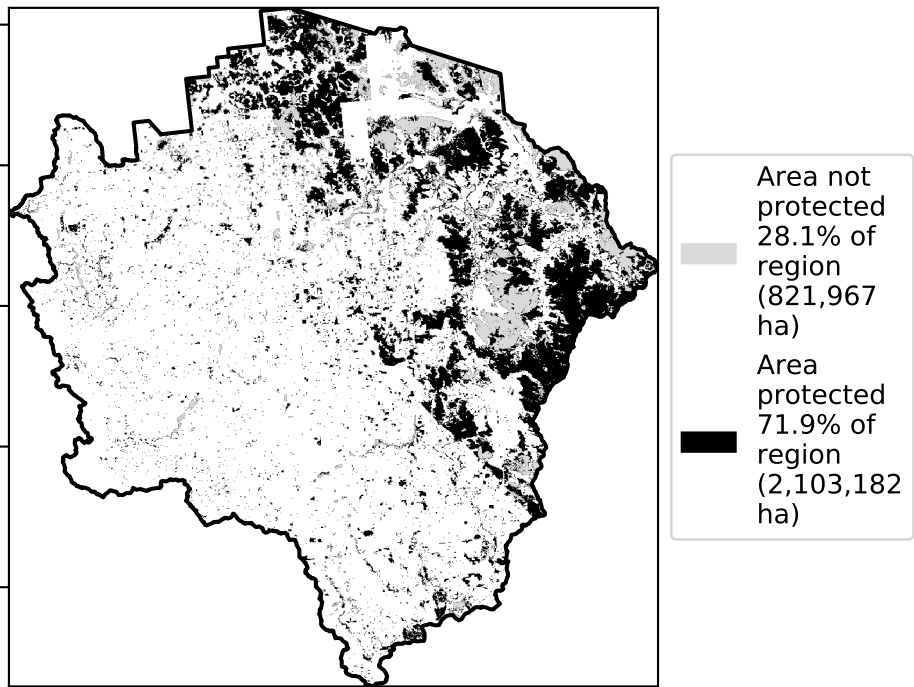 Area not
protected
28.1% of
region
(821,967
ha)
Area
protected
71.9% of
region
(2,103,182
ha)